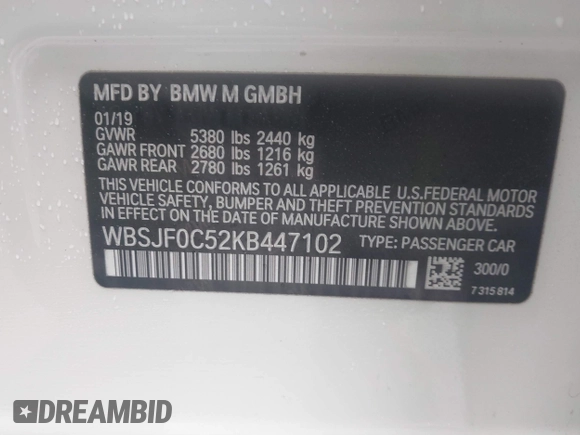 MFD BY BMW M GMBH
01/19
GVWR 5380 lbs 2440 kg
GAWR FRONT 2680 lbs 1216 kg
GAWR REAR 2780 lbs 1261 kg
THIS VEHICLE CONFORMS TO ALL APPLICABLE U.S.FEDERAL MOTOR
VEHICLE SAFETY, BUMPER AND THEFT PREVENTION STANDARDS IN
EFFECT ON THE DATE OF MANUFACTURE SHOWN ABOVE.
WBSJF0C52KB447102 TYPE: PASSENGER CAR
300/0
7 315 814
DREAMBID